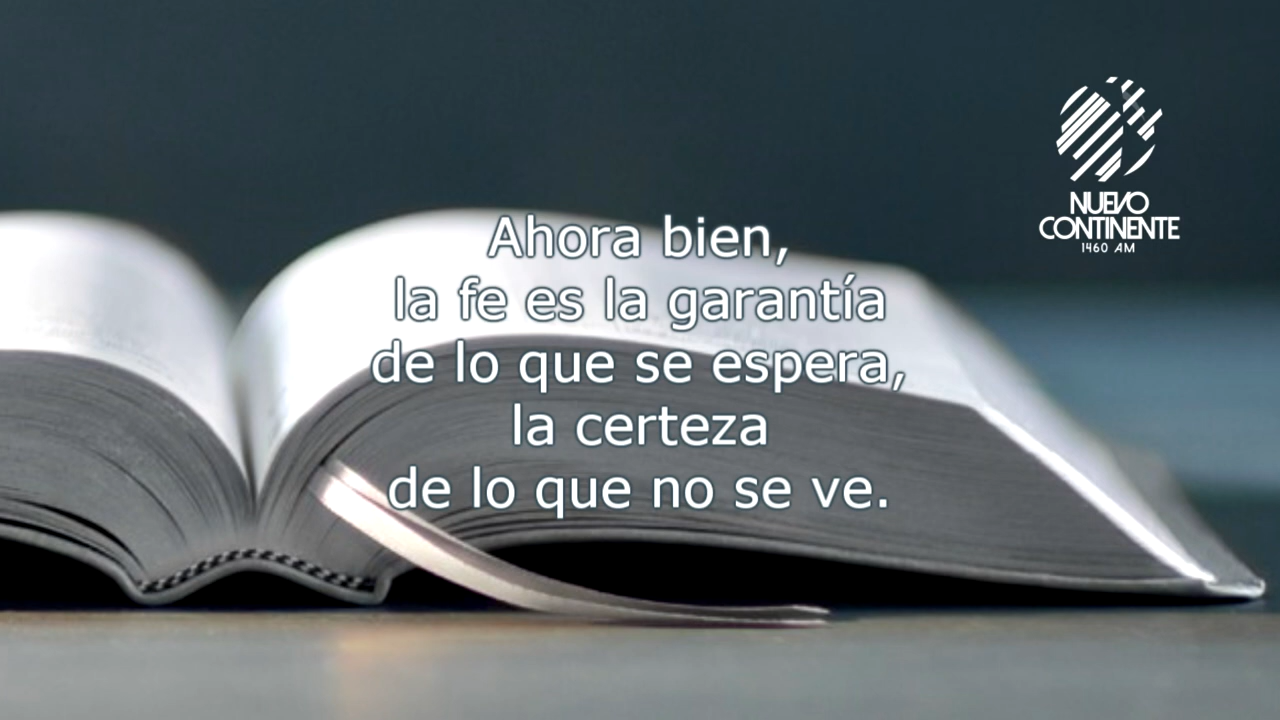 NUEVO
CONTINENTE
1460 AM
Ahora bien,
la fe es la garantía
de lo que se espera,
la certeza
de lo que no se ve.